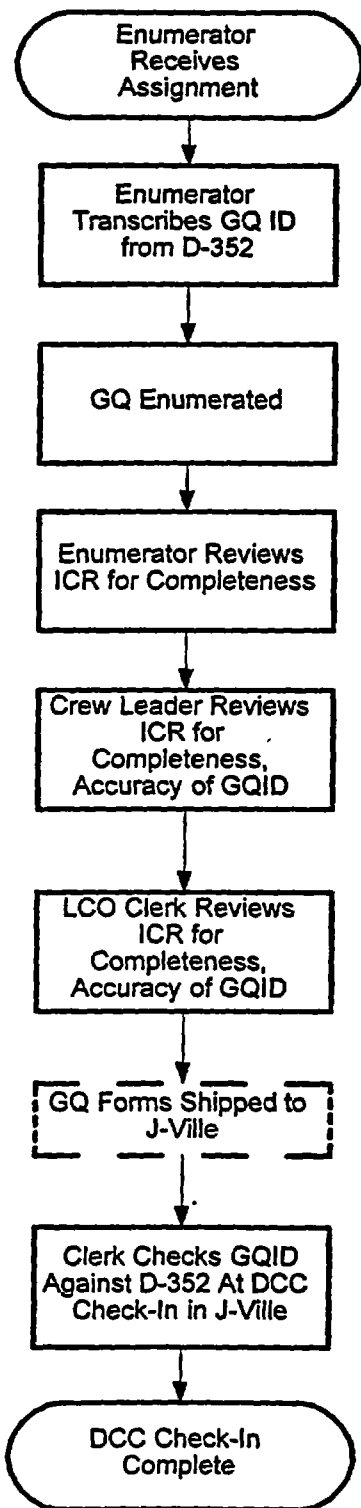 Enumerator
Receives
Assignment
Enumerator
Transcribes GQ ID
from D-352
GQ Enumerated
Enumerator Reviews
ICR for Completeness
Crew Leader Reviews
ICR for
Completeness,
Accuracy of GQID
LCO Clerk Reviews
ICR for
Completeness,
Accuracy of GQID
GQ Forms Shipped to
J-Ville
Clerk Checks GQID
Against D-352 At DCC
Check-In in J-Ville
DCC Check-In
Complete